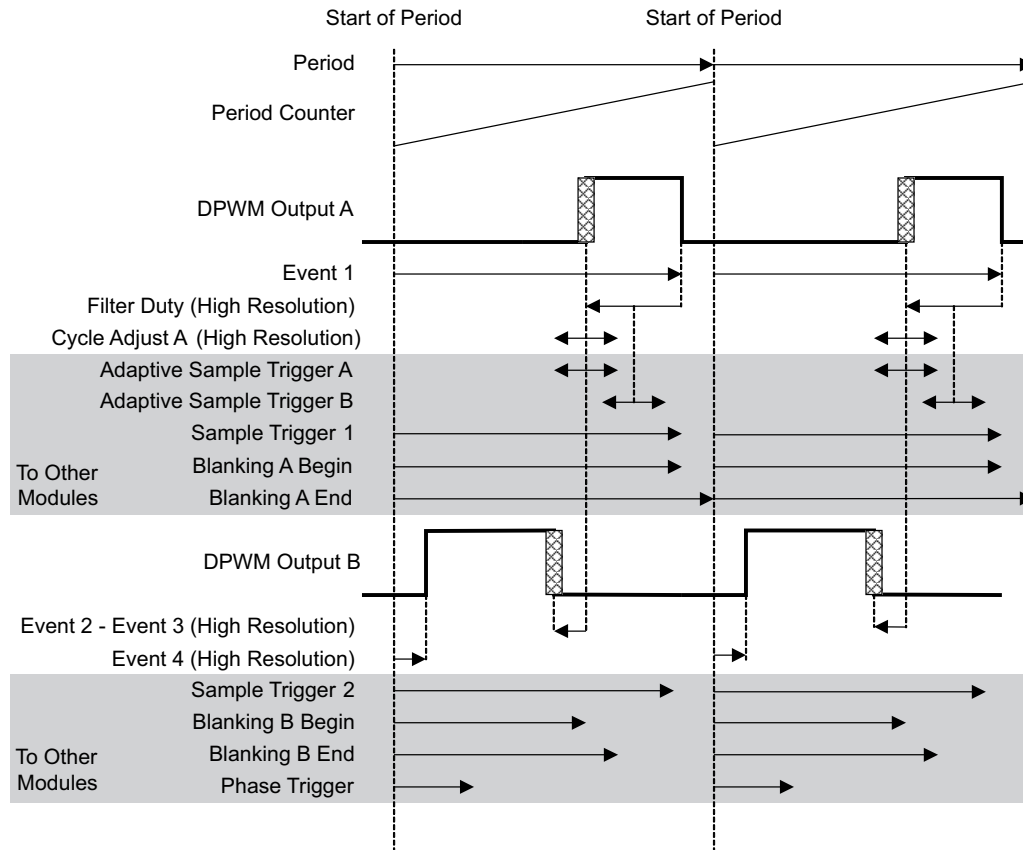 Start of Period
Start of Period
Period
Period Counter
DPWM Output A
Event 1
Filter Duty (High Resolution)
Cycle Adjust A (High Resolution)
Adaptive Sample Trigger A
Adaptive Sample Trigger B
Sample Trigger 1
Blanking A Begin
To Other
Modules
Blanking A End
DPWM Output B
Event 2 - Event 3 (High Resolution)
Event 4 (High Resolution)
Sample Trigger 2
Blanking B Begin
To Other
Modules
Blanking B End
Phase Trigger